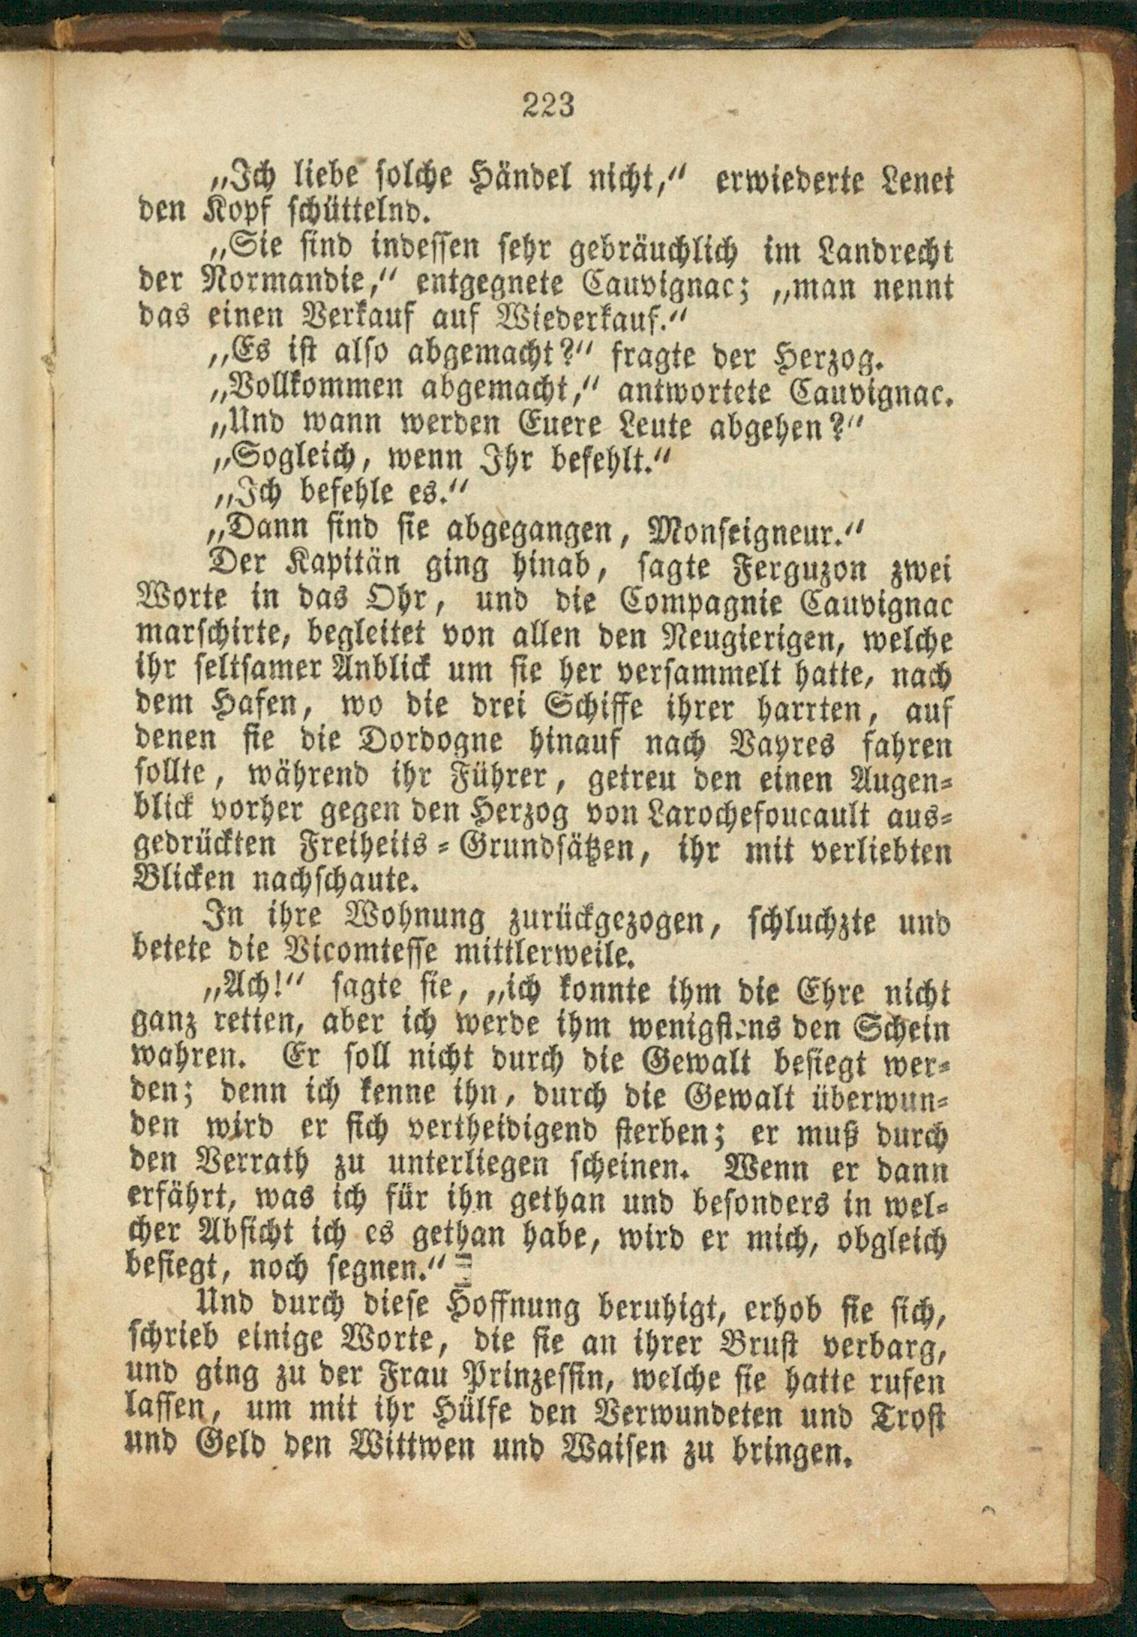 223
„Ich liebe solche Händel nicht,“ erwiederte Lenet
den Kopf schüttelnd.
„Sie sind indessen sehr gebräuchlich im Landrecht
der Normandie,“ entgegnete Cauvignac; „man nennt
das einen Verkauf auf Wiederkauf.“
„Es ist also abgemacht?“ fragte der Herzog.
„Vollkommen abgemacht,“ antwortete Cauvignac.
„Und wann werden Euere Leute abgehen?“
„Sogleich, wenn Ihr befehlt.“
„Ich befehle es.“
„Dann sind sie abgegangen, Monseigneur.“
Der Kapitän ging hinab, sagte Ferguzon zwei
Worte in das Ohr, und die Compagnie Cauvignac
marschirte, begleitet von allen den Neugierigen, welche
ihr seltsamer Anblick um sie her versammelt hatte, nach
dem Hafen, wo die drei Schiffe ihrer harrten, auf
denen sie die Dordogne hinauf nach Vayres fahren
sollte, während ihr Führer, getreu den einen Augen-
blick vorher gegen den Herzog von Larochefoucault aus-
gedrückten Freiheits-Grundsätzen, ihr mit verliebten
Blicken nachschaute.
In ihre Wohnung zurückgezogen, schluchzte und
betete die Vicomtesse mittlerweile.
„Ach!“ sagte sie, „ich konnte ihm die Ehre nicht
ganz retten, aber ich werde ihm wenigstens den Schein
wahren. Er soll nicht durch die Gewalt besiegt wer-
den; denn ich kenne ihn, durch die Gewalt überwun-
den wird er sich vertheidigend sterben; er muß durch
den Verrath zu unterliegen scheinen. Wenn er dann
erfährt, was ich für ihn gethan und besonders in wel-
cher Absicht ich es gethan habe, wird er mich, obgleich
besiegt, noch segnen.“
Und durch diese Hoffnung beruhigt, erhob sie sich,
schrieb einige Worte, die sie an ihrer Brust verbarg,
und ging zu der Frau Prinzessin, welche sie hatte rufen
lassen, um mit ihr Hülfe den Verwundeten und Trost
und Geld den Wittwen und Waisen zu bringen.